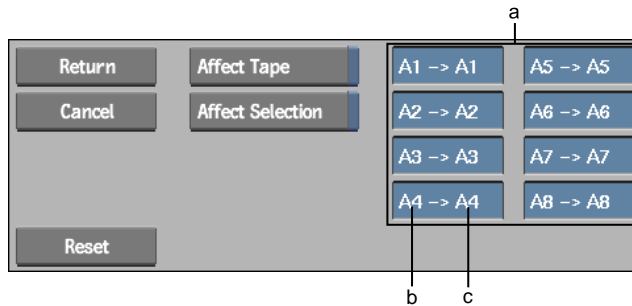 a
Return Affect Tape A1 -> A1 A5 -> A5
Cancel Affect Selection A2 -> A2 A6 -> A6
A3 -> A3 A7 -> A7
A4 -> A4 A8 -> A8
Reset
b c